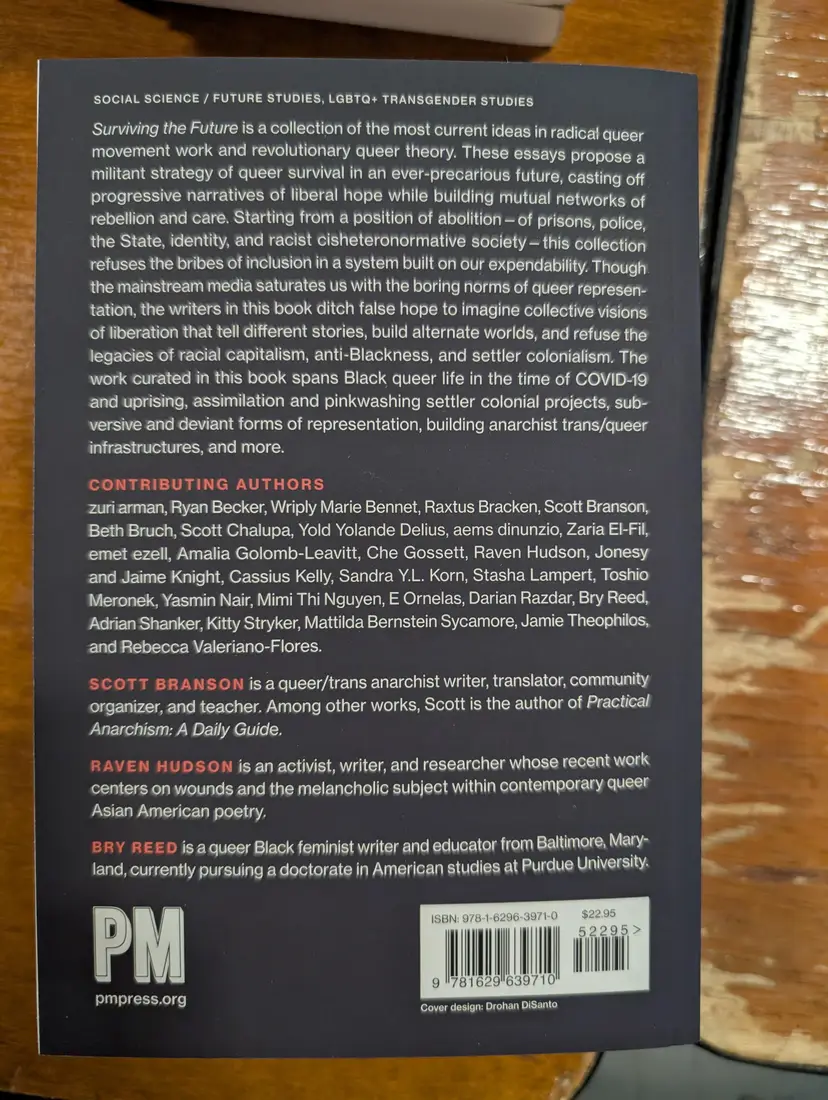 SOCIAL SCIENCE / FUTURE STUDIES, LGBTQ+ TRANSGENDER STUDIES
Surviving the Future is a collection of the most current ideas in radical queer
movement work and revolutionary queer theory. These essays propose a
militant strategy of queer survival in an ever-precarious future, casting off
progressive narratives of liberal hope while building mutual networks of
rebellion and care. Starting from a position of abolition—of prisons, police,
the State, identity, and racist cisheteronormative society—this collection
refuses the bribes of inclusion in a system built on our expendability. Though
the mainstream media saturates us with the boring norms of queer represen-
tation, the writers in this book ditch false hope to imagine collective visions
of liberation that tell different stories, build alternate worlds, and refuse the
legacies of racial capitalism, anti-Blackness, and settler colonialism. The
work curated in this book spans Black queer life in the time of COVID-19
and uprising, assimilation and pinkwashing settler colonial projects, sub-
versive and deviant forms of representation, building anarchist trans/queer
infrastructures, and more.
CONTRIBUTING AUTHORS
zuri arman, Ryan Becker, Wriply Marie Bennet, Raxtus Bracken, Scott Branson,
Beth Bruch, Scott Chalupa, Yold Yolande Delius, aems dinunzio, Zaria El-Fil,
emet ezell, Amalia Golomb-Leavitt, Che Gossett, Raven Hudson, Jonesy
and Jaime Knight, Cassius Kelly, Sandra Y.L. Korn, Stasha Lampert, Toshio
Meronek, Yasmin Nair, Mimi Thi Nguyen, E Ornelas, Darian Razdar, Bry Reed,
Adrian Shanker, Kitty Stryker, Mattilda Bernstein Sycamore, Jamie Theophilos,
and Rebecca Valeriano-Flores.
SCOTT BRANSON is a queer/trans anarchist writer, translator, community
organizer, and teacher. Among other works, Scott is the author of Practical
Anarchism: A Daily Guide.
RAVEN HUDSON is an activist, writer, and researcher whose recent work
centers on wounds and the melancholic subject within contemporary queer
Asian American poetry.
BRY REED is a queer Black feminist writer and educator from Baltimore, Mary-
land, currently pursuing a doctorate in American studies at Purdue University.
PM
pmpress.org
ISBN: 978-1-6296-3971-0 $22.95
52295>
9 781629 639710
Cover design: Drohan DiSanto